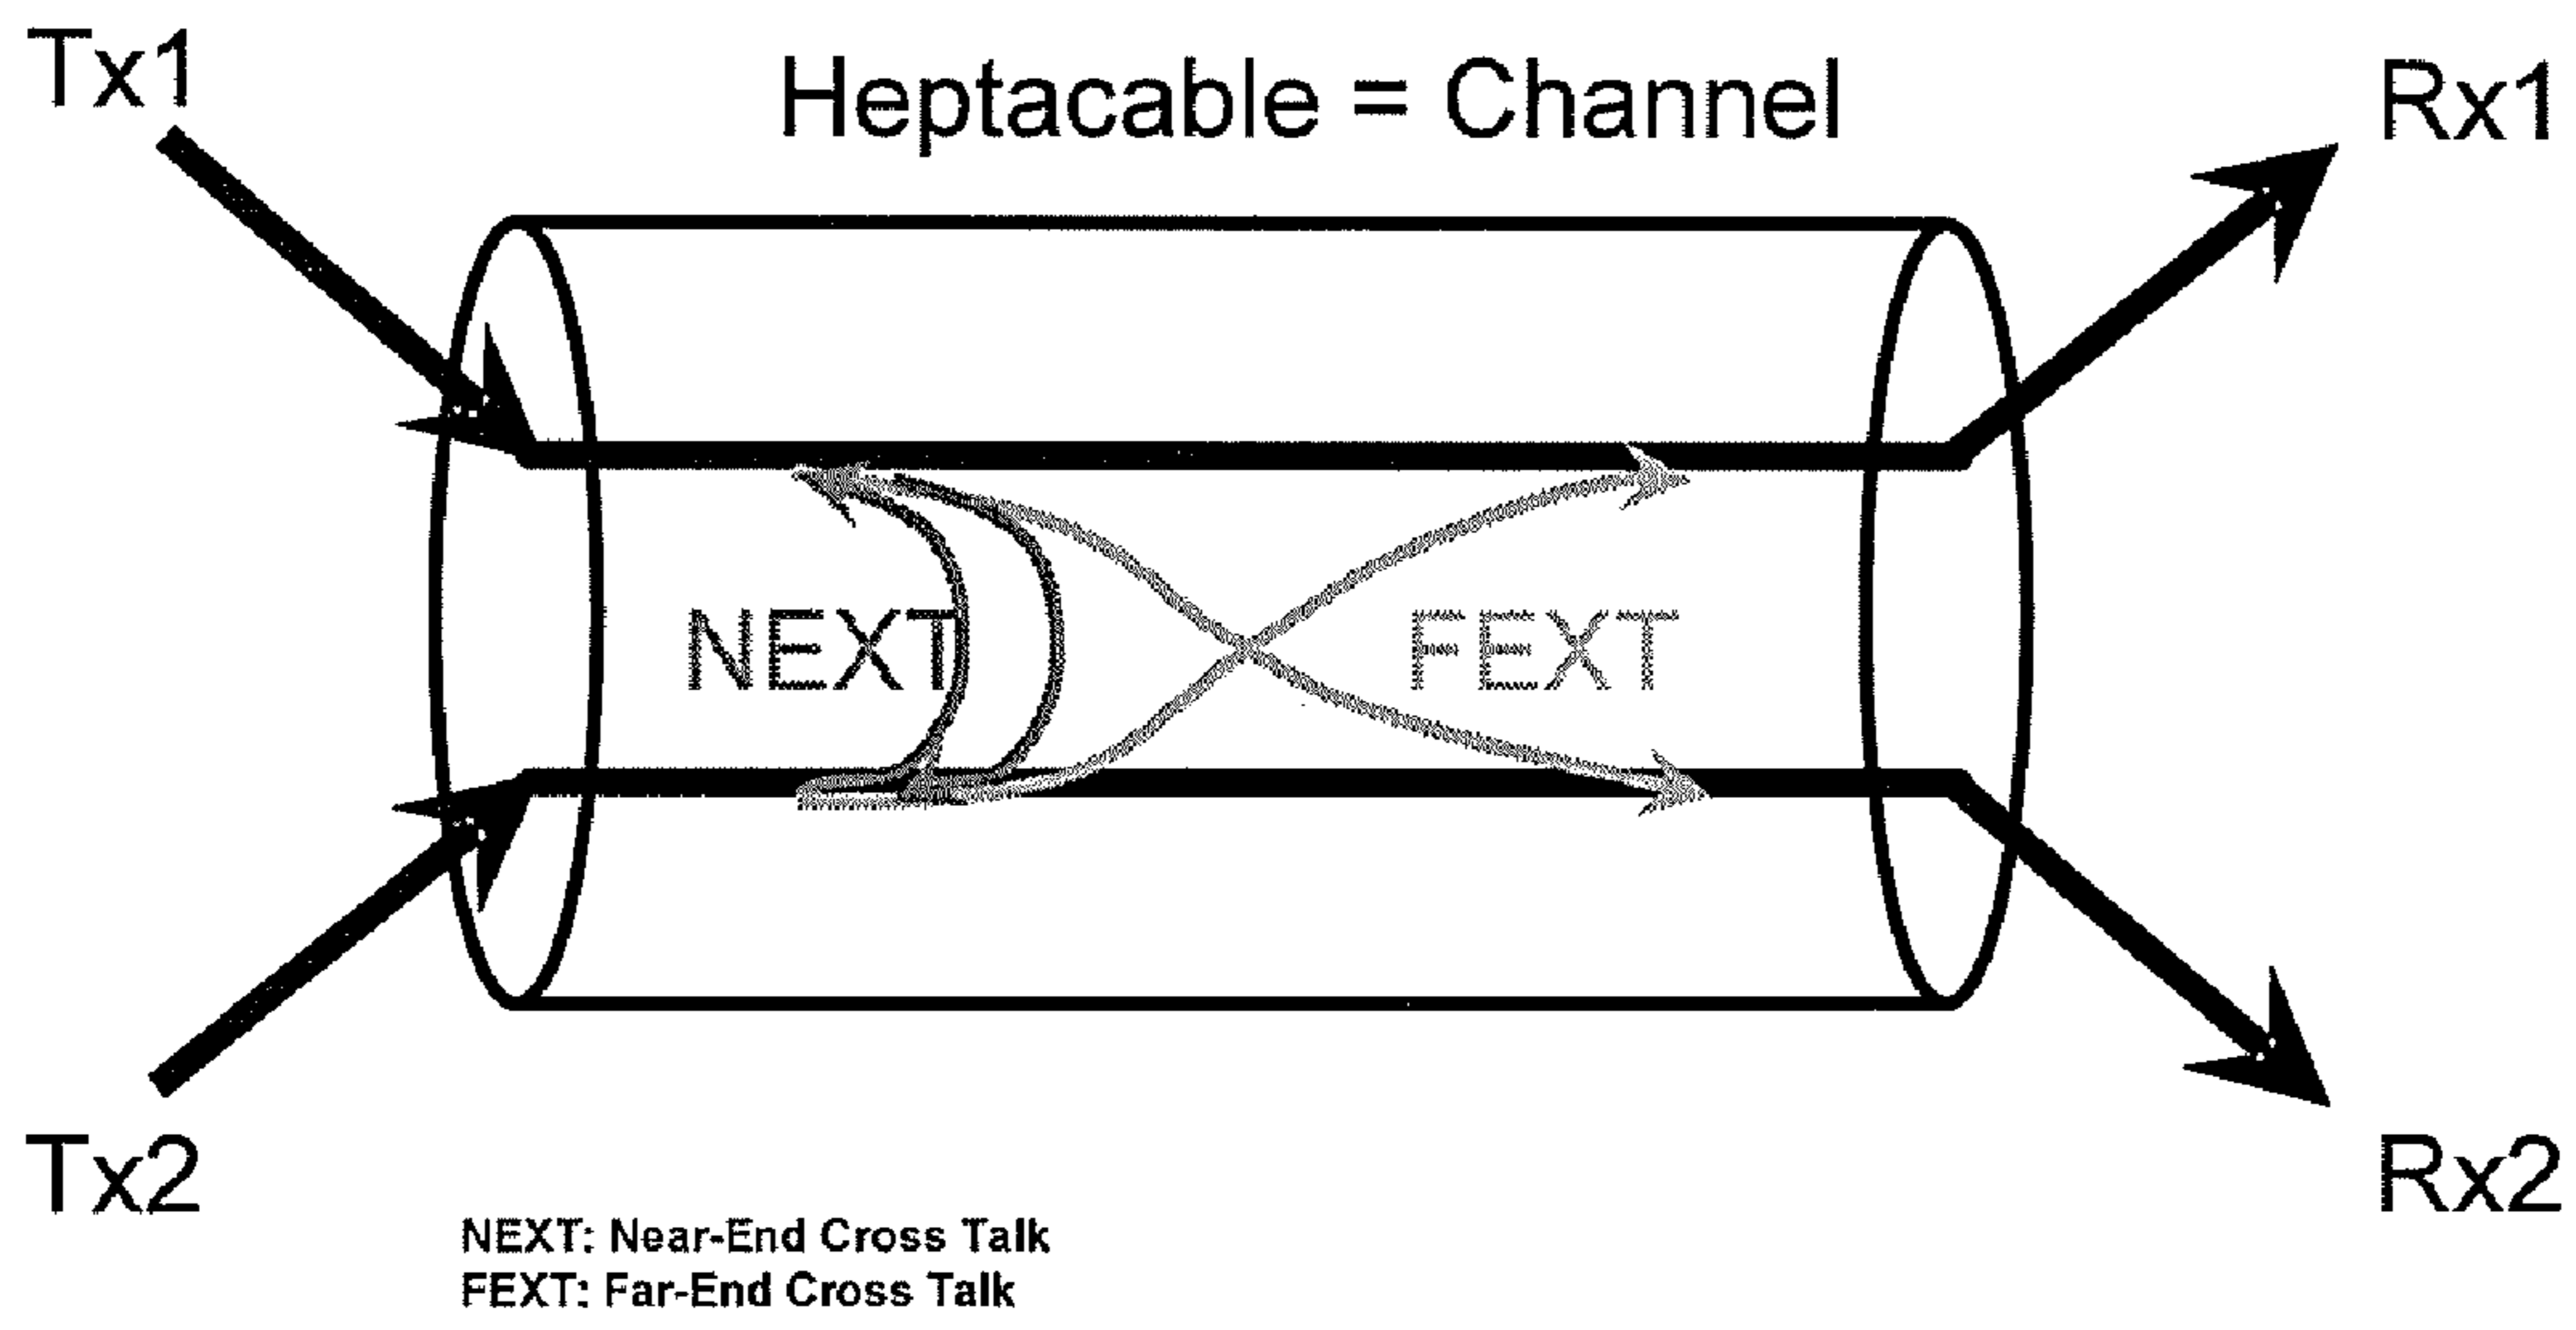 Tx1
Heptacable = Channel
Rx1
NEXT
FEXT
Tx2
Rx2
NEXT: Near-End Cross Talk
FEXT: Far-End Cross Talk